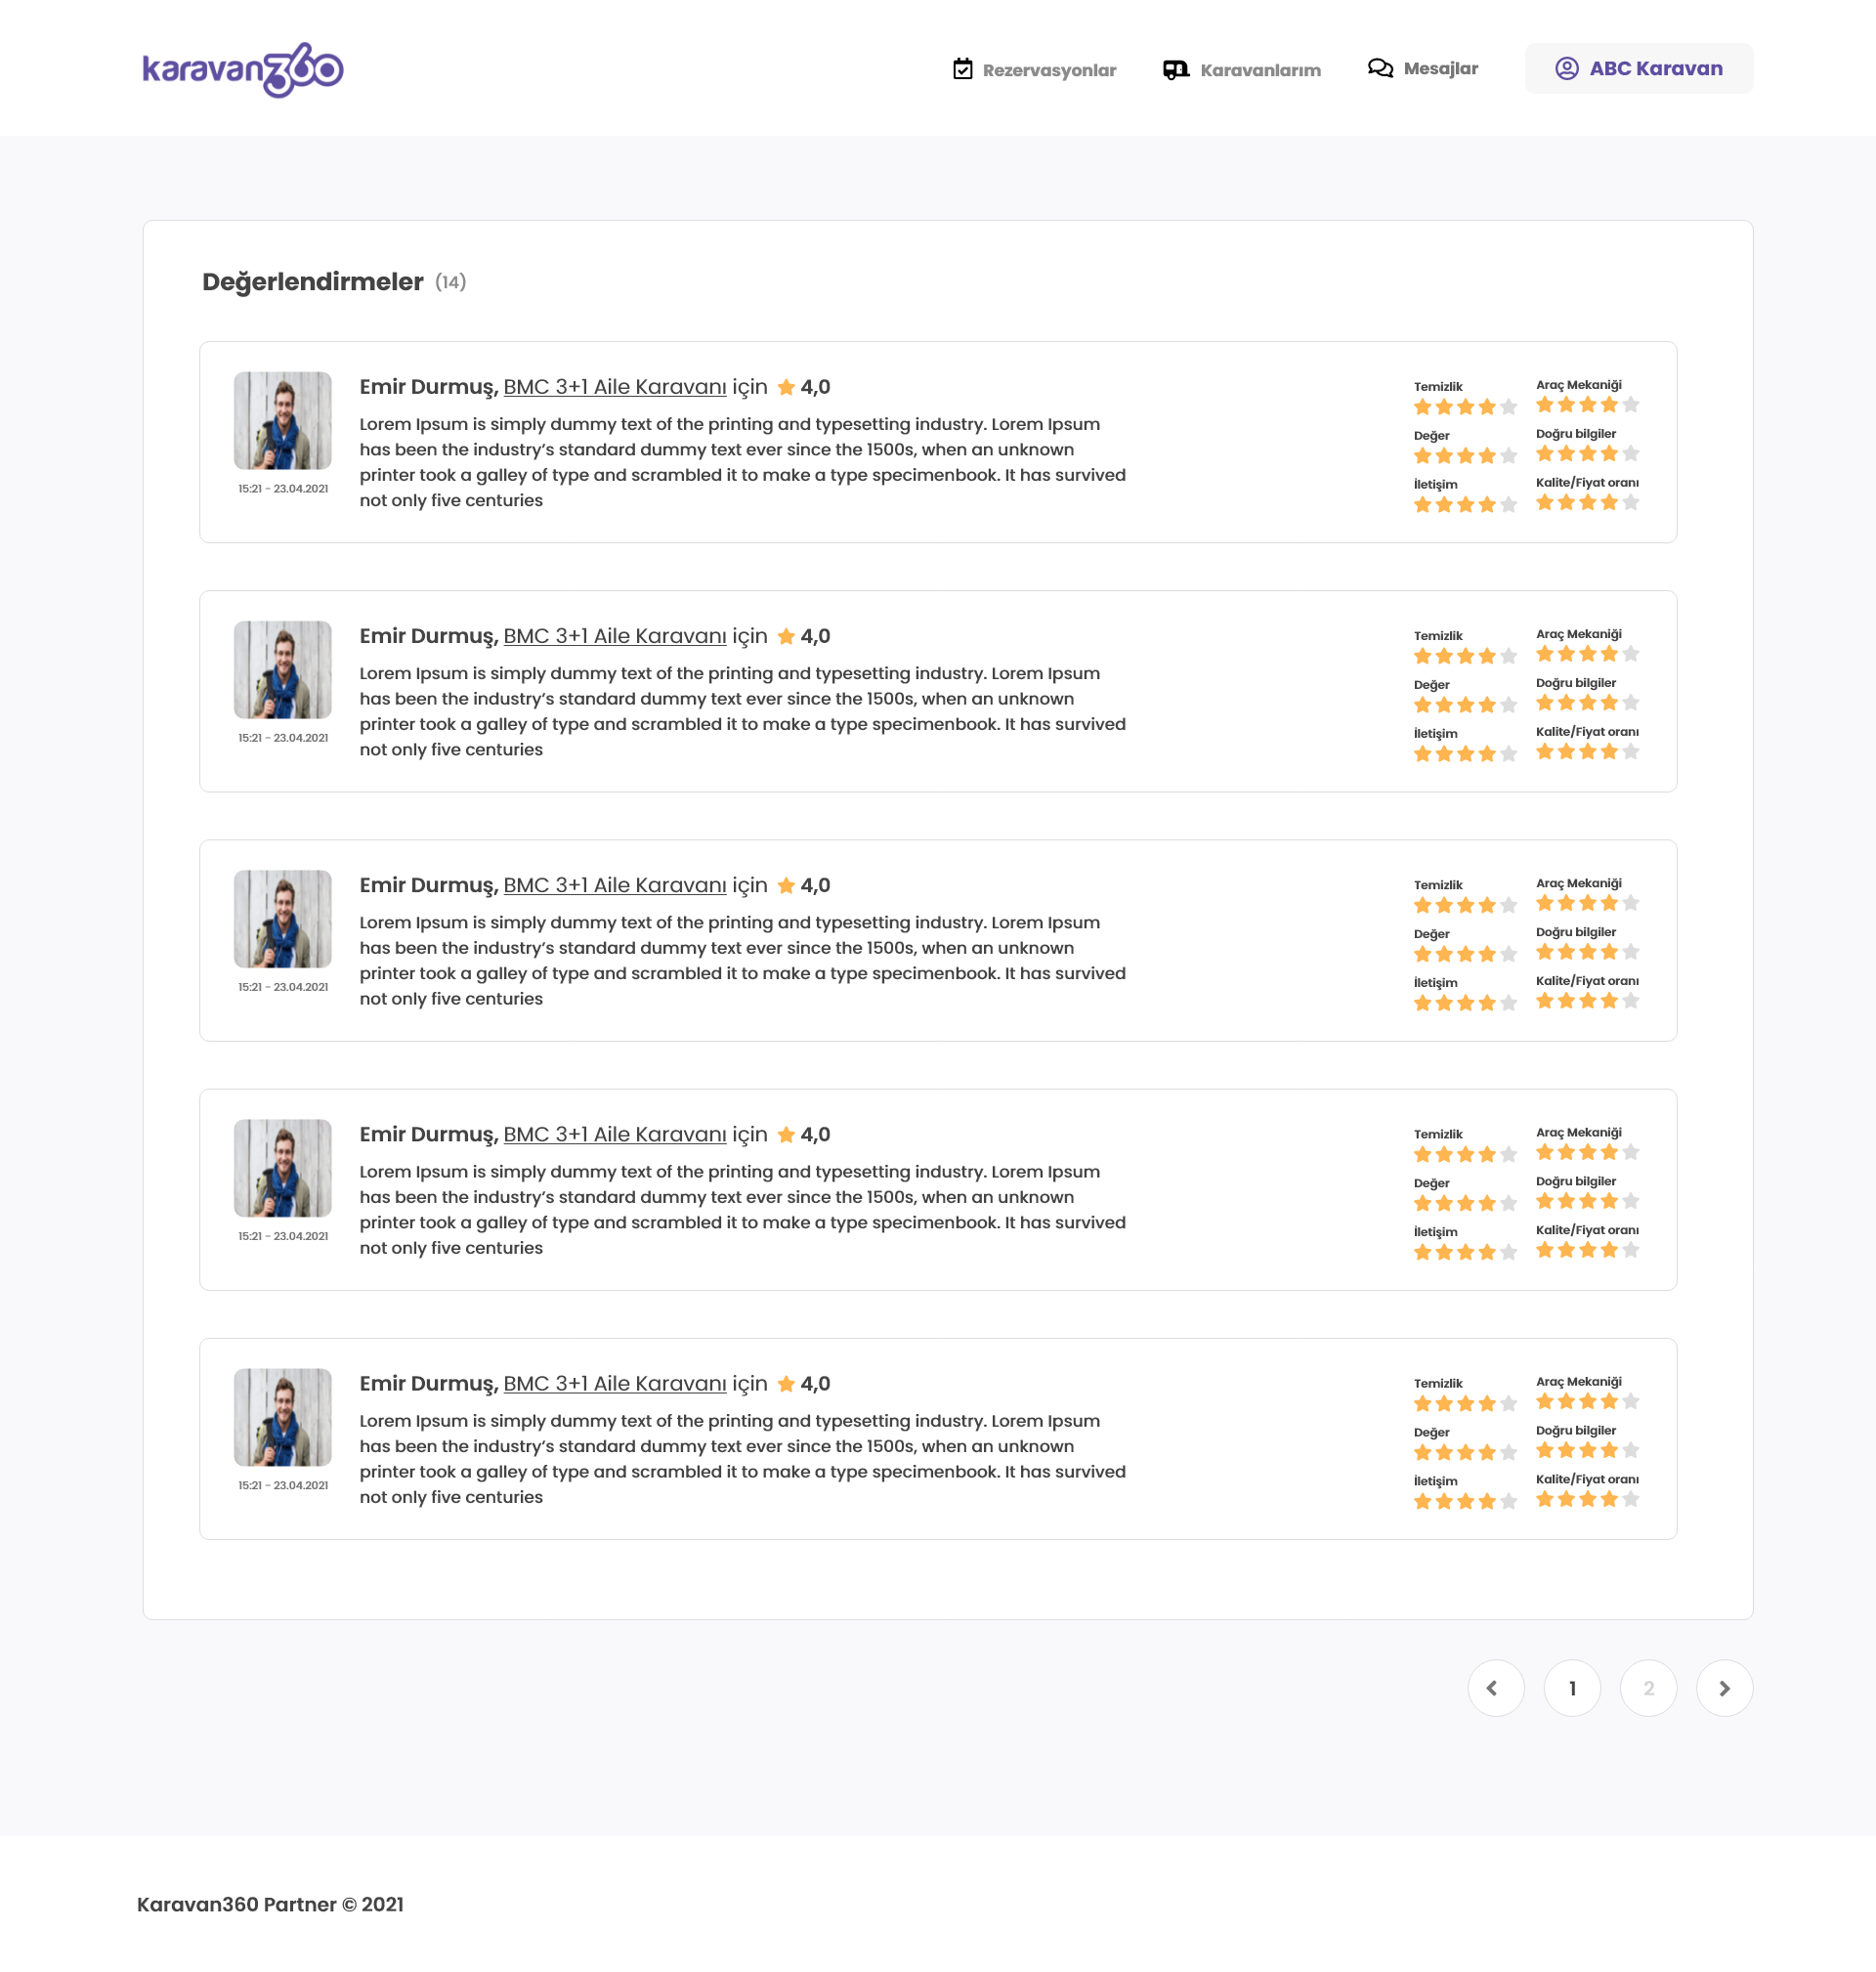 karavan360
Rezervasyonlar
Karavanlarım
Mesajlar
ABC Karavan
Değerlendirmeler (14)
Emir Durmuş, BMC 3+1 Aile Karavanı için 4,0
Lorem Ipsum is simply dummy text of the printing and typesetting industry. Lorem Ipsum
has been the industry’s standard dummy text ever since the 1500s, when an unknown
printer took a galley of type and scrambled it to make a type specimenbook. It has survived
not only five centuries
15:21 - 23.04.2021
Temizlik
Değer
İletişim
Araç Mekaniği
Doğru bilgiler
Kalite/Fiyat oranı
Emir Durmuş, BMC 3+1 Aile Karavanı için 4,0
Lorem Ipsum is simply dummy text of the printing and typesetting industry. Lorem Ipsum
has been the industry’s standard dummy text ever since the 1500s, when an unknown
printer took a galley of type and scrambled it to make a type specimenbook. It has survived
not only five centuries
15:21 - 23.04.2021
Temizlik
Değer
İletişim
Araç Mekaniği
Doğru bilgiler
Kalite/Fiyat oranı
Emir Durmuş, BMC 3+1 Aile Karavanı için 4,0
Lorem Ipsum is simply dummy text of the printing and typesetting industry. Lorem Ipsum
has been the industry’s standard dummy text ever since the 1500s, when an unknown
printer took a galley of type and scrambled it to make a type specimenbook. It has survived
not only five centuries
15:21 - 23.04.2021
Temizlik
Değer
İletişim
Araç Mekaniği
Doğru bilgiler
Kalite/Fiyat oranı
Emir Durmuş, BMC 3+1 Aile Karavanı için 4,0
Lorem Ipsum is simply dummy text of the printing and typesetting industry. Lorem Ipsum
has been the industry’s standard dummy text ever since the 1500s, when an unknown
printer took a galley of type and scrambled it to make a type specimenbook. It has survived
not only five centuries
15:21 - 23.04.2021
Temizlik
Değer
İletişim
Araç Mekaniği
Doğru bilgiler
Kalite/Fiyat oranı
Emir Durmuş, BMC 3+1 Aile Karavanı için 4,0
Lorem Ipsum is simply dummy text of the printing and typesetting industry. Lorem Ipsum
has been the industry’s standard dummy text ever since the 1500s, when an unknown
printer took a galley of type and scrambled it to make a type specimenbook. It has survived
not only five centuries
15:21 - 23.04.2021
Temizlik
Değer
İletişim
Araç Mekaniği
Doğru bilgiler
Kalite/Fiyat oranı
1
2
Karavan360 Partner © 2021